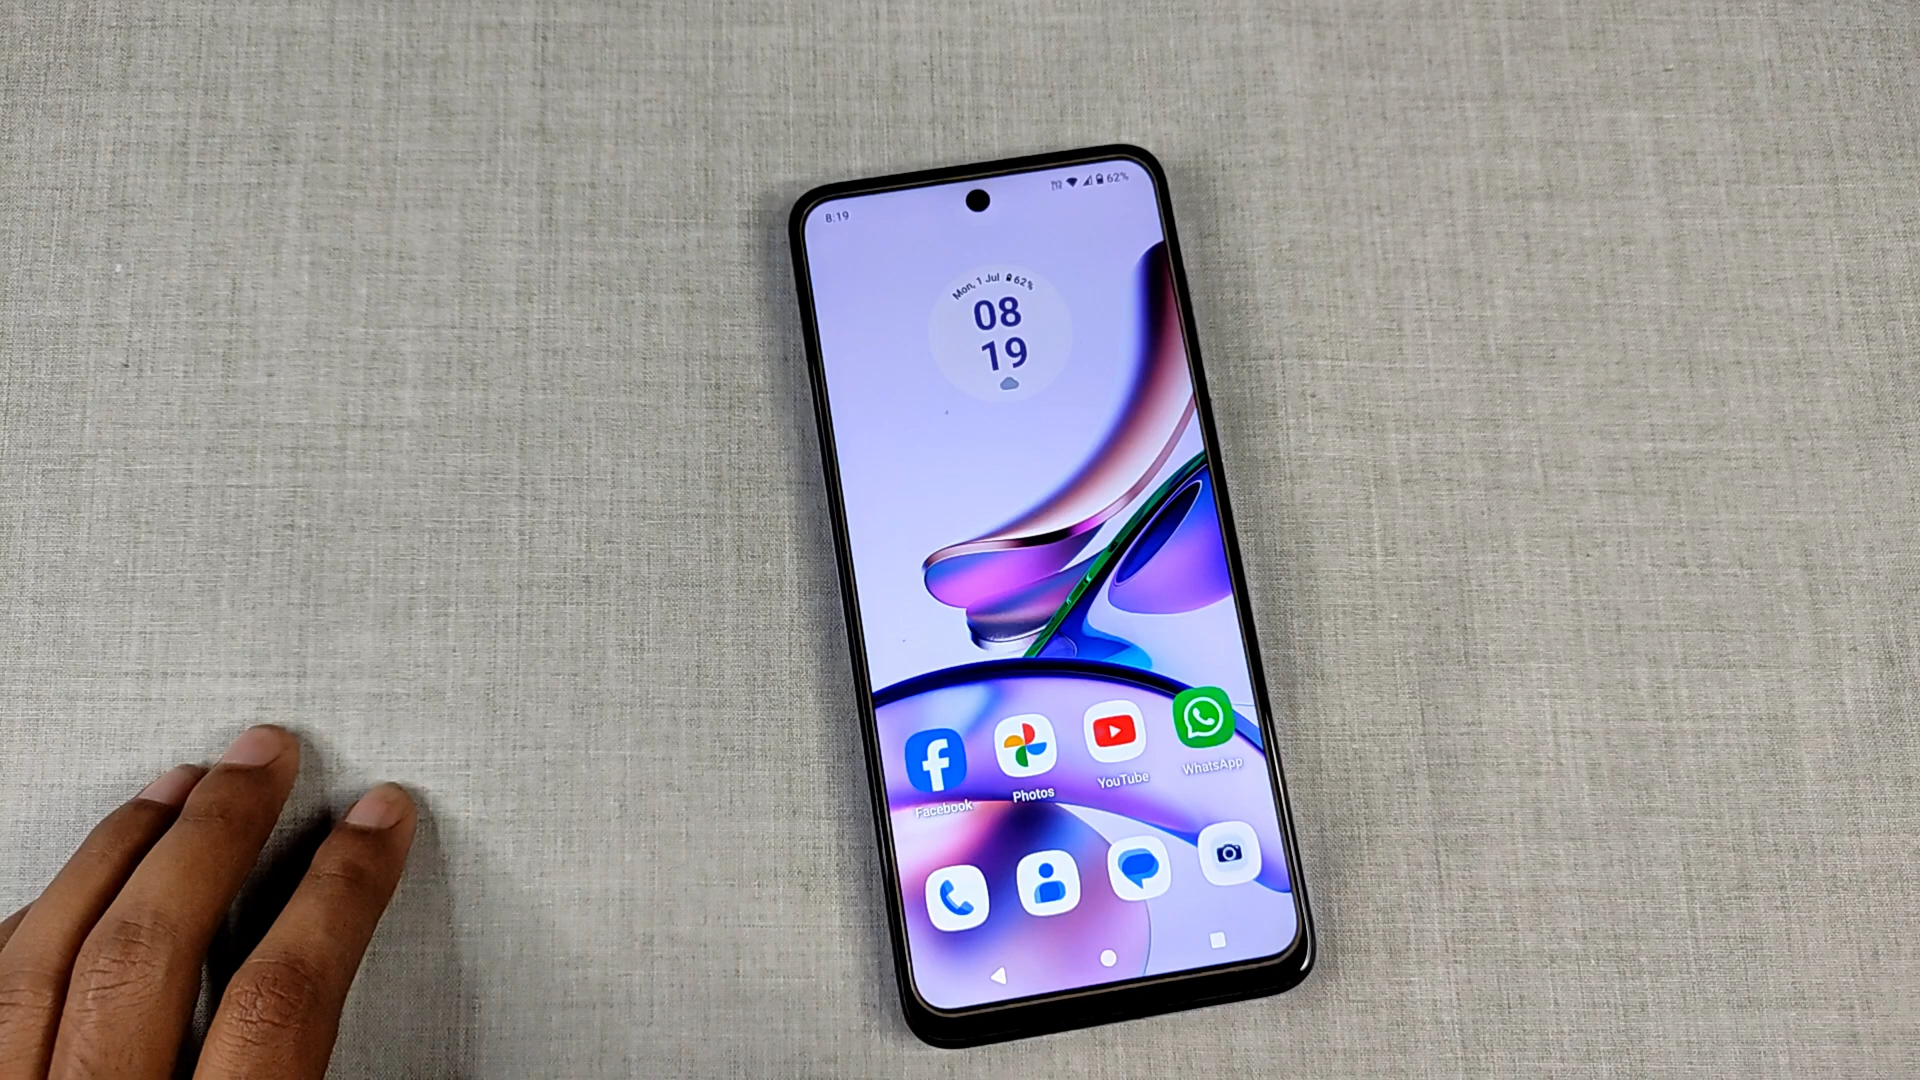 8:19
62%
Mon, 1 Jul 62%
08
19
Facebook
Photos
YouTube
WhatsApp